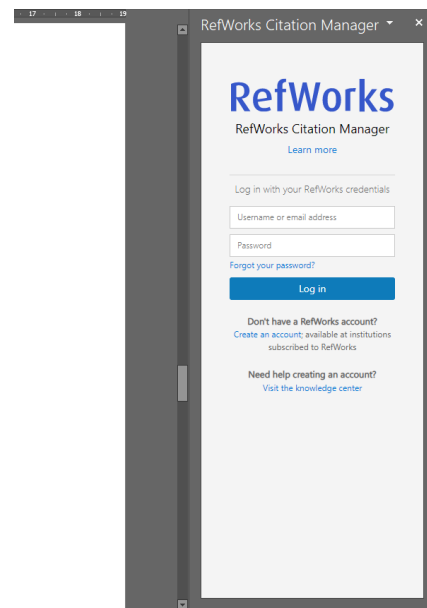 17 18 19
RefWorks Citation Manager
RefWorks
RefWorks Citation Manager
Learn more
Log in with your RefWorks credentials
Username or email address
Password
Forgot your password?
Log in
Don't have a RefWorks account?
Create an account; available at institutions
subscribed to RefWorks
Need help creating an account?
Visit the knowledge center